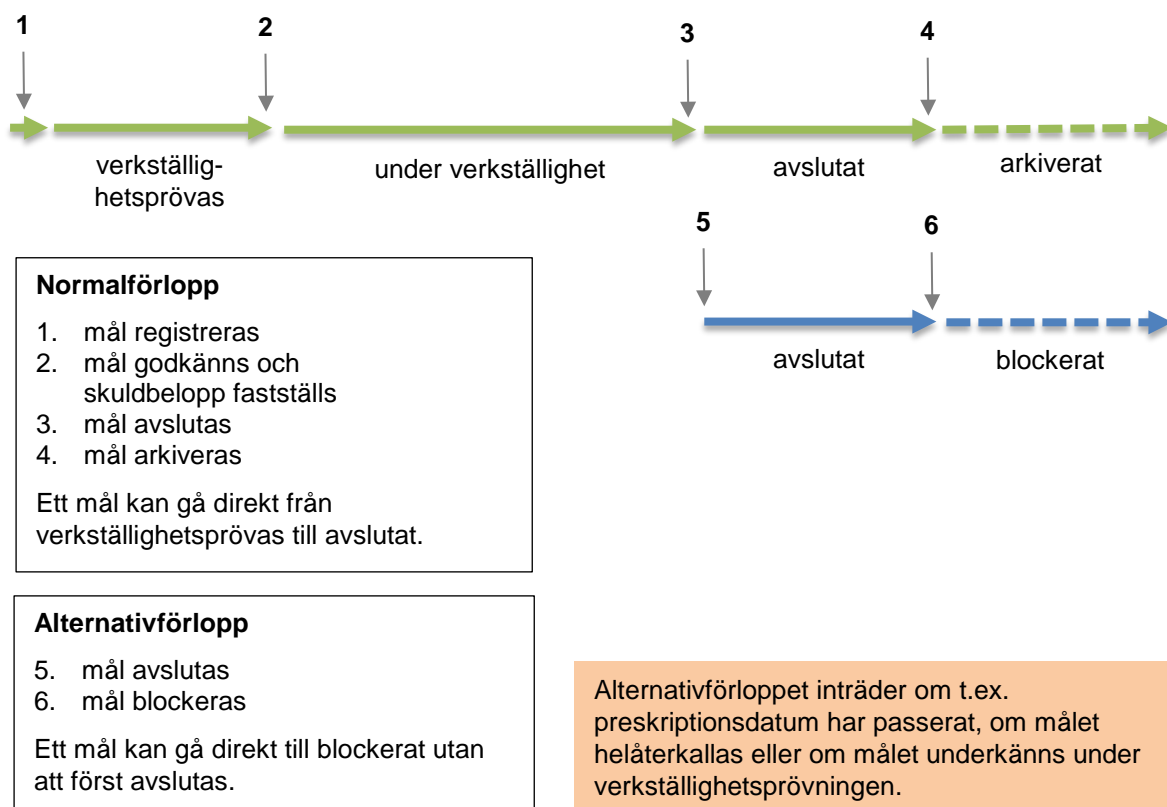 1
2
3
4
verkställig-
hetsprövas
under verkställighet
avslutat
arkiverat
5
6
avslutat
blockerat
Normalförlopp
1. mål registreras
2. mål godkänns och
skuldbelopp fastställs
3. mål avslutas
4. mål arkiveras
Ett mål kan gå direkt från
verkställighetsprövas till avslutat.
Alternativförlopp
5. mål avslutas
6. mål blockeras
Ett mål kan gå direkt till blockerat utan
att först avslutas.
Alternativförloppet inträder om t.ex.
preskriptionsdatum har passerat, om målet
helåterkallas eller om målet underkänns under
verkställighetsprövningen.